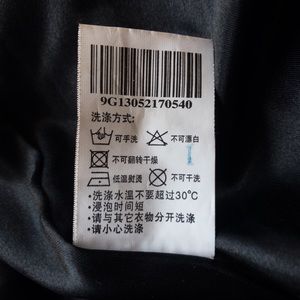 9G13052170540
洗涤方式:
可手洗 不可漂白
不可翻转干燥
低温熨烫 不可干洗
•洗涤水温不要超过30℃
•浸泡时间短
•请与其它衣物分开洗涤
•请小心洗涤